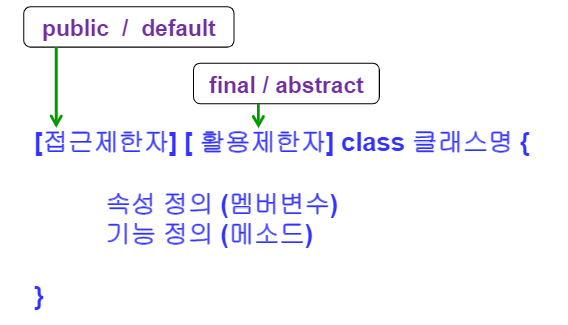 public / default
final / abstract
[접근제한자] [ 활용제한자] class 클래스명 {
속성 정의 (멤버변수)
기능 정의 (메소드)
}